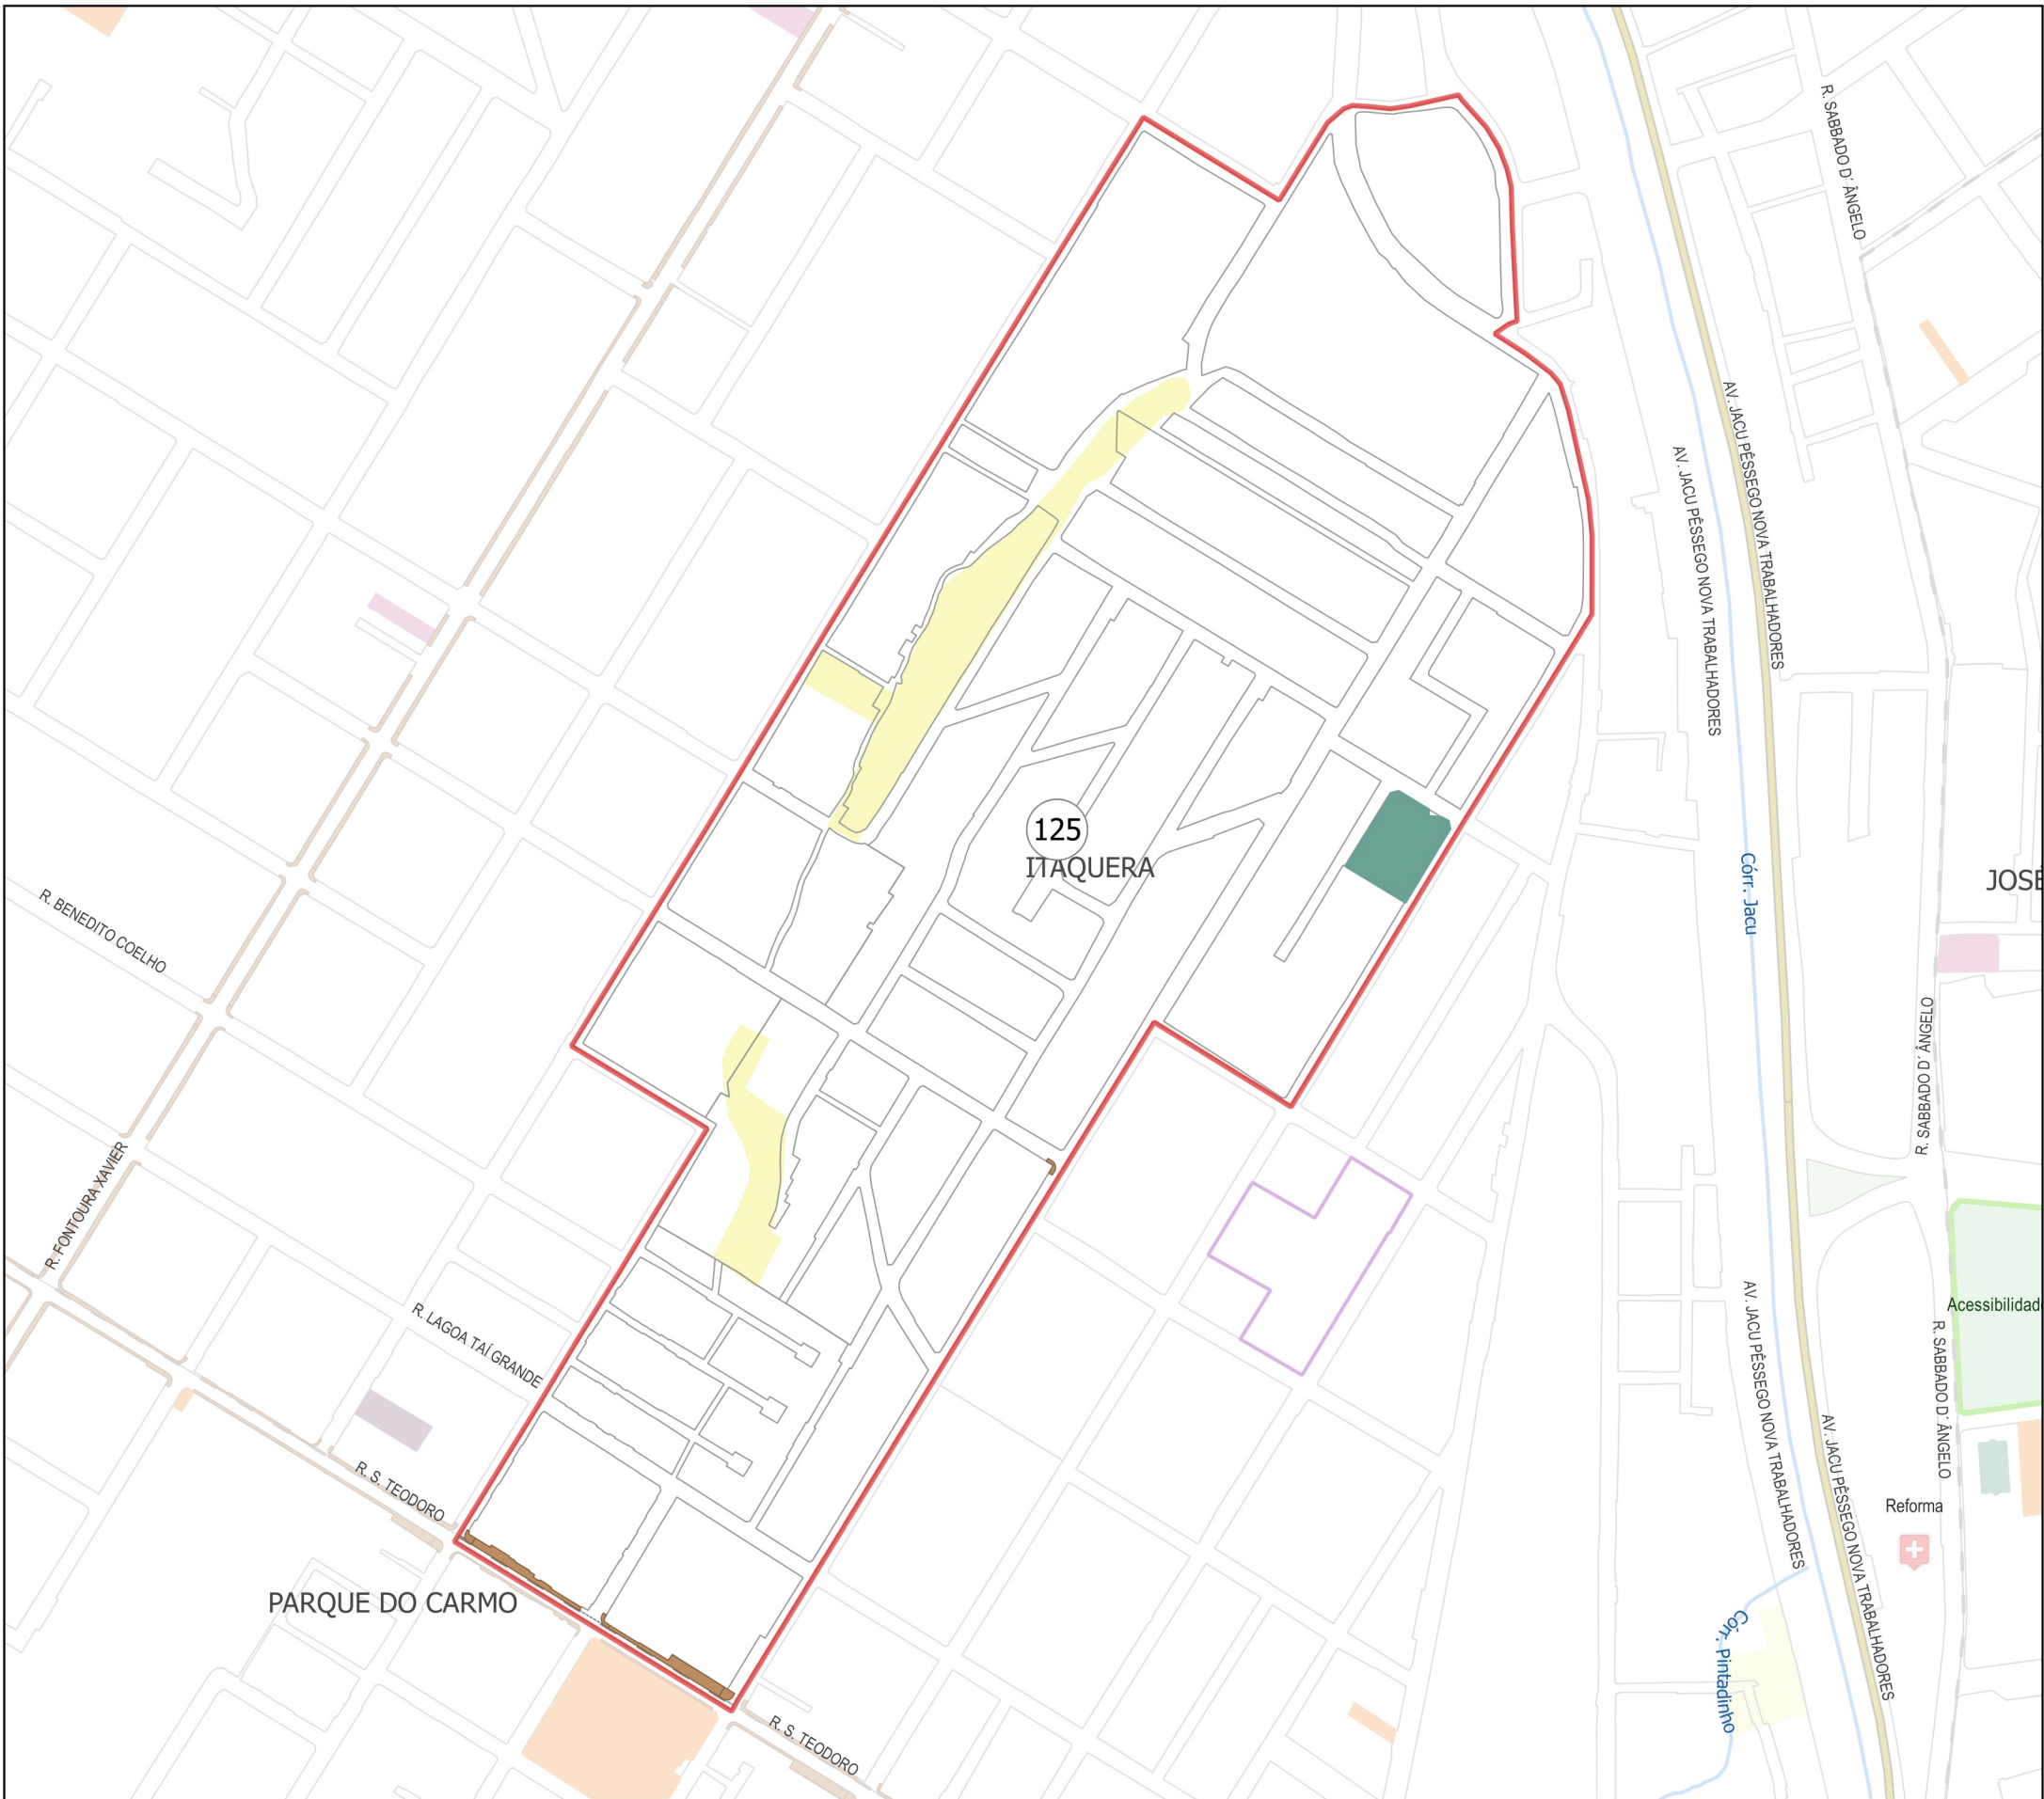 R. SABBADO D' ÂNGELO
AV. JACU PÊSSEGO NOVA TRABALHADORES
AV. JACU PÊSSEGO NOVA TRABALHADORES
125
ITAQUERA
Córr. Jacu
JOSÉ
R. BENEDITO COELHO
R. SABBADO D' ÂNGELO
R. FONTOURA XAVIER
R. LAGOA TAÍ GRANDE
AV. JACU PÊSSEGO NOVA TRABALHADORES
Acessibilidad
R. SABBADO D' ÂNGELO
AV. JACU PÊSSEGO NOVA TRABALHADORES
R. S. TEODORO
Reforma
PARQUE DO CARMO
Córr. Pintadinho
R. S. TEODORO